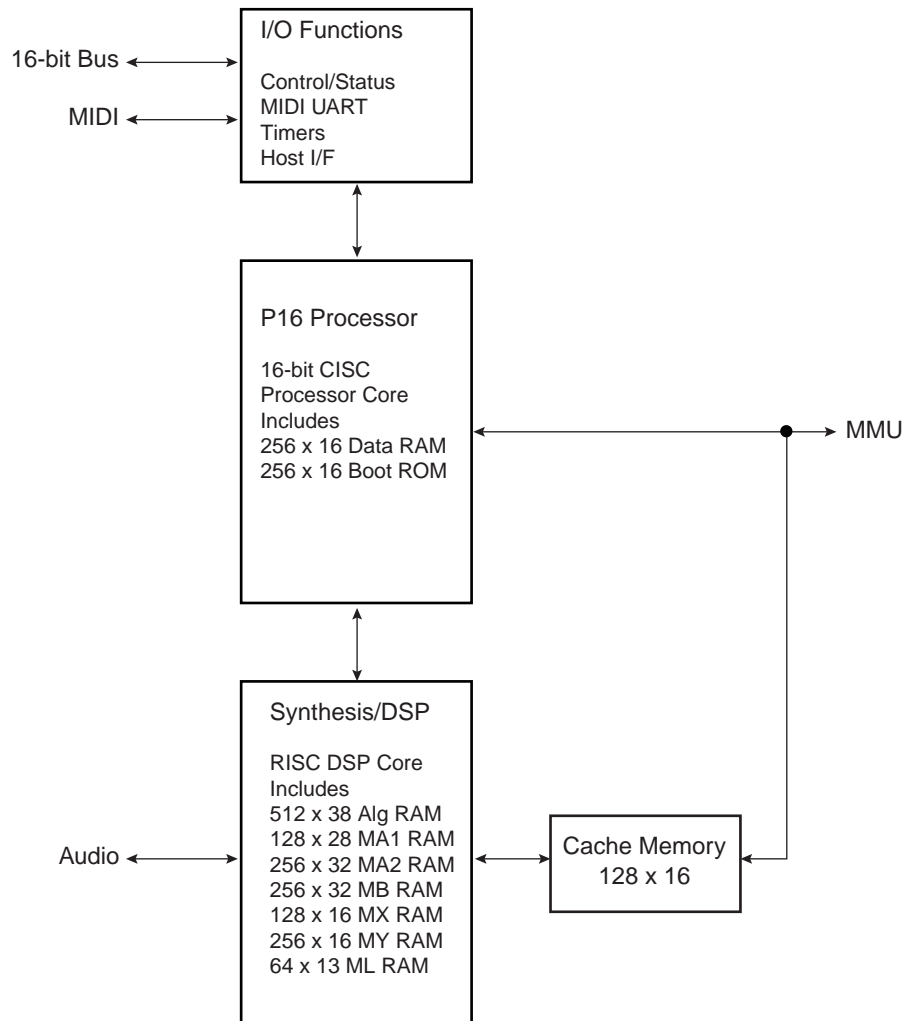 I/O Functions
16-bit Bus
Control/Status
MIDI UART
MIDI
Timers
Host I/F
P16 Processor
16-bit CISC
Processor Core
Includes
256 x 16 Data RAM
256 x 16 Boot ROM
MMU
Synthesis/DSP
RISC DSP Core
Includes
512 x 38 Alg RAM
128 x 28 MA1 RAM
256 x 32 MA2 RAM
256 x 32 MB RAM
128 x 16 MX RAM
256 x 16 MY RAM
64 x 13 ML RAM
Audio
Cache Memory
128 x 16